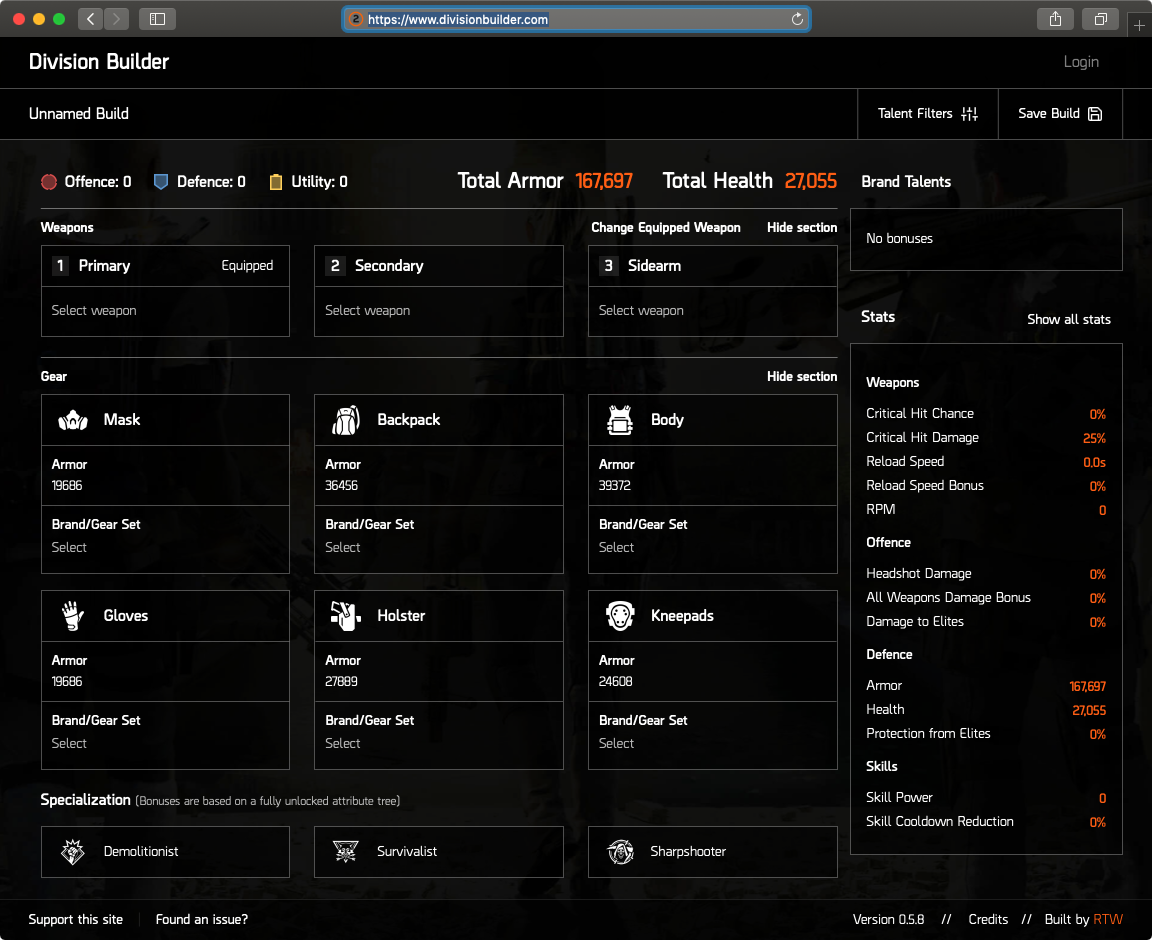 2 https://www.divisionbuilder.com
Division Builder
Login
Unnamed Build
Talent Filters
Save Build
Offence: 0
Defence: 0
Utility: 0
Total Armor 167,697
Total Health 27,055
Weapons
Change Equipped Weapon
Hide section
1 Primary
Equipped
Select weapon
2 Secondary
Select weapon
3 Sidearm
Select weapon
Gear
Hide section
Mask
Armor
19686
Brand/Gear Set
Select
Backpack
Armor
36456
Brand/Gear Set
Select
Body
Armor
39372
Brand/Gear Set
Select
Gloves
Armor
19686
Brand/Gear Set
Select
Holster
Armor
27889
Brand/Gear Set
Select
Kneepads
Armor
24608
Brand/Gear Set
Select
Specialization (Bonuses are based on a fully unlocked attribute tree)
Demolitionist
Survivalist
Sharpshooter
Brand Talents
No bonuses
Stats
Show all stats
Weapons
Critical Hit Chance 0%
Critical Hit Damage 25%
Reload Speed 0.0s
Reload Speed Bonus 0%
RPM 0
Offence
Headshot Damage 0%
All Weapons Damage Bonus 0%
Damage to Elites 0%
Defence
Armor 167,697
Health 27,055
Protection from Elites 0%
Skills
Skill Power 0
Skill Cooldown Reduction 0%
Support this site
Found an issue?
Version 0.5.8 // Credits // Built by RTW